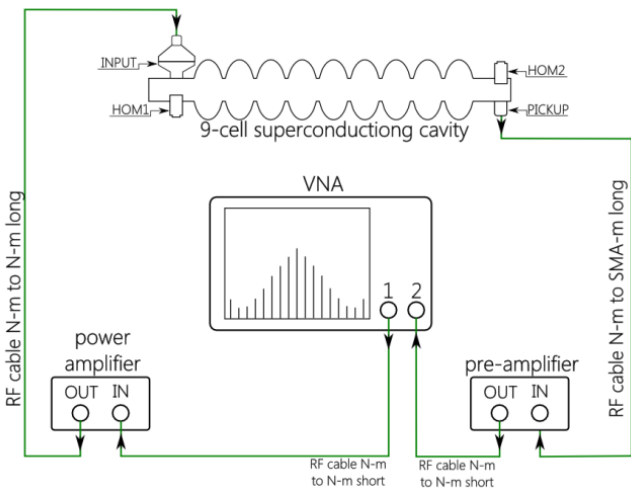 INPUT
HOM2
HOM1
PICKUP
9-cell superconductiong cavity
RF cable N-m to N-m long
VNA
1 2
RF cable N-m to SMA-m long
power
amplifier
OUT IN
pre-amplifier
OUT IN
RF cable N-m
to N-m short
RF cable N-m
to N-m short